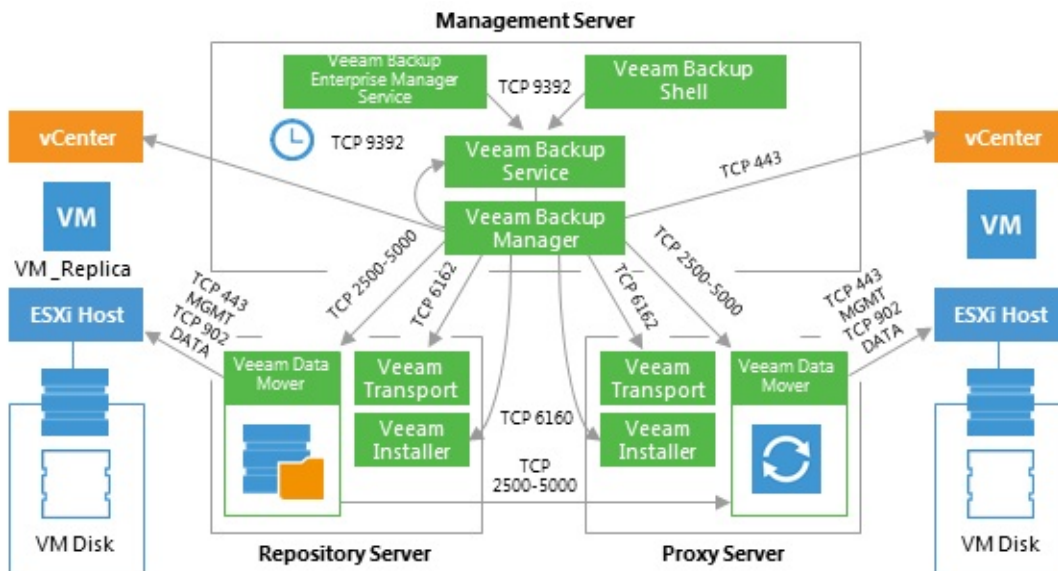 Management Server
Veeam Backup
Enterprise Manager
Service
TCP 9392
Veeam Backup
Shell
vCenter
TCP 9392
Veeam Backup
Service
TCP 443
vCenter
VM
VM_Replica
Veeam Backup
Manager
VM
TCP 2500-5000
TCP 6162
TCP 6162
TCP 2500-5000
ESXi Host
TCP 443
MGMT
TCP 902
DATA
TCP 443
MGMT
TCP 902
DATA
ESXi Host
Veeam Data
Mover
Veeam
Transport
Veeam
Installer
TCP 6160
Veeam
Transport
Veeam
Installer
Veeam Data
Mover
TCP
2500-5000
VM Disk
Repository Server
Proxy Server
VM Disk